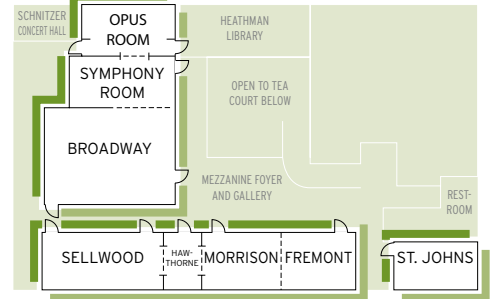 SCHNITZER
CONCERT HALL
OPUS
ROOM
HEATHMAN
LIBRARY
SYMPHONY
ROOM
OPEN TO TEA
COURT BELOW
BROADWAY
MEZZANINE FOYER
AND GALLERY
REST-
ROOM
SELLWOOD
HAW-
THORNE
MORRISON
FREMONT
ST. JOHNS